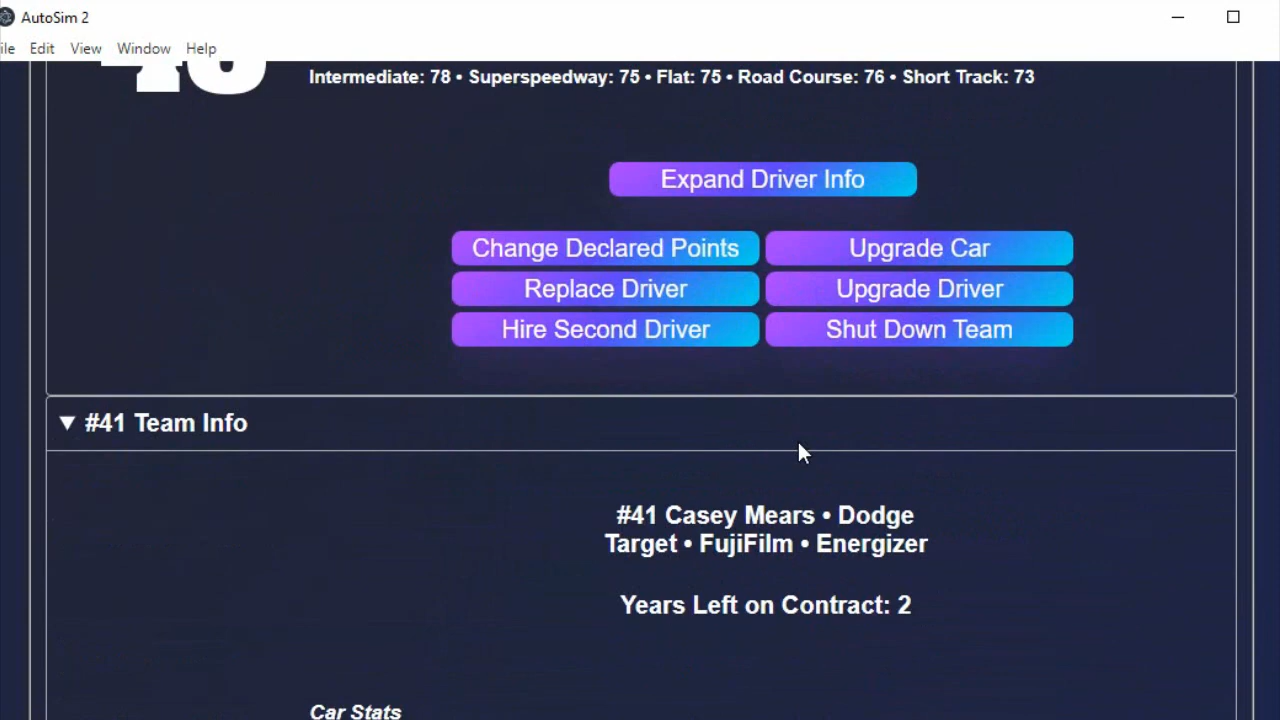 AutoSim 2
ile Edit View Window Help
Intermediate: 78 • Superspeedway: 75 • Flat: 75 • Road Course: 76 • Short Track: 73
Expand Driver Info
Change Declared Points Upgrade Car
Replace Driver Upgrade Driver
Hire Second Driver Shut Down Team
▼ #41 Team Info
#41 Casey Mears • Dodge
Target • FujiFilm • Energizer
Years Left on Contract: 2
Car Stats